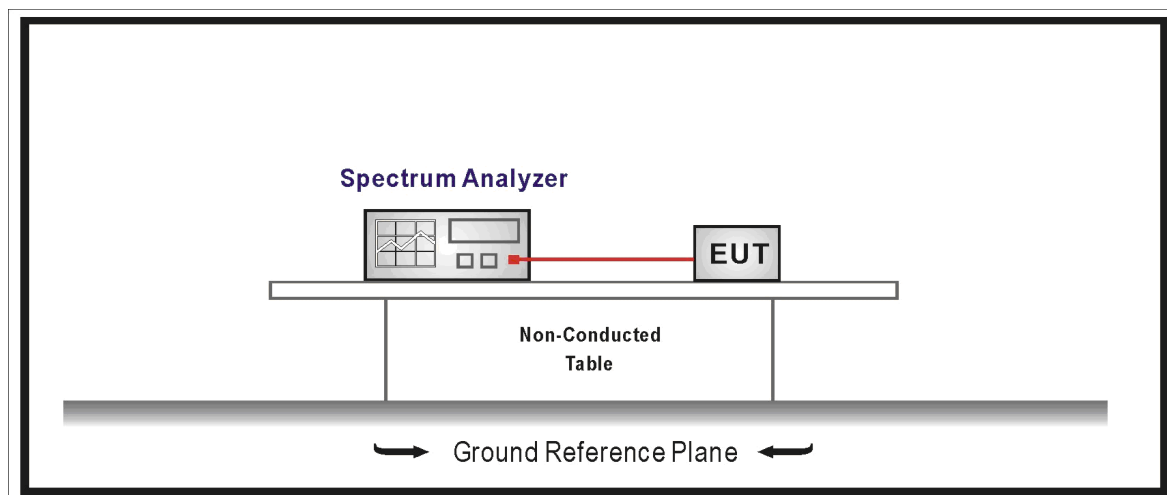 Spectrum Analyzer
EUT
Non-Conducted
Table
Ground Reference Plane